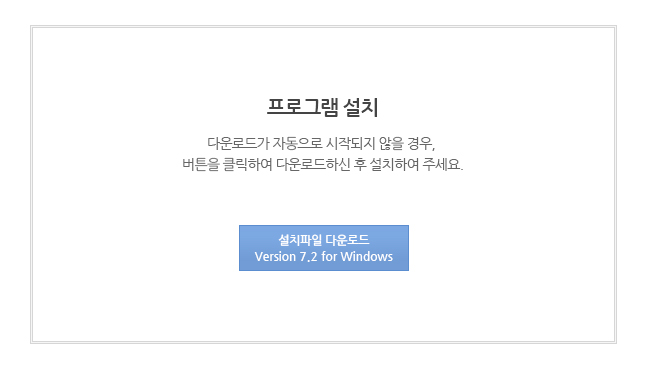 프로그램 설치
다운로드가 자동으로 시작되지 않을 경우,
버튼을 클릭하여 다운로드하신 후 설치하여 주세요.
설치파일 다운로드
Version 7.2 for Windows